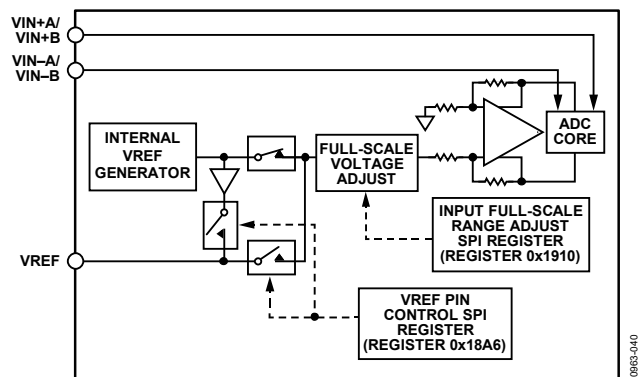 VIN+A/
VIN+B
VIN–A/
VIN–B
INTERNAL
VREF
GENERATOR
FULL-SCALE
VOLTAGE
ADJUST
ADC
CORE
INPUT FULL-SCALE
RANGE ADJUST
SPI REGISTER
(REGISTER 0x1910)
VREF
VREF PIN
CONTROL SPI
REGISTER
(REGISTER 0x18A6)
0963-040